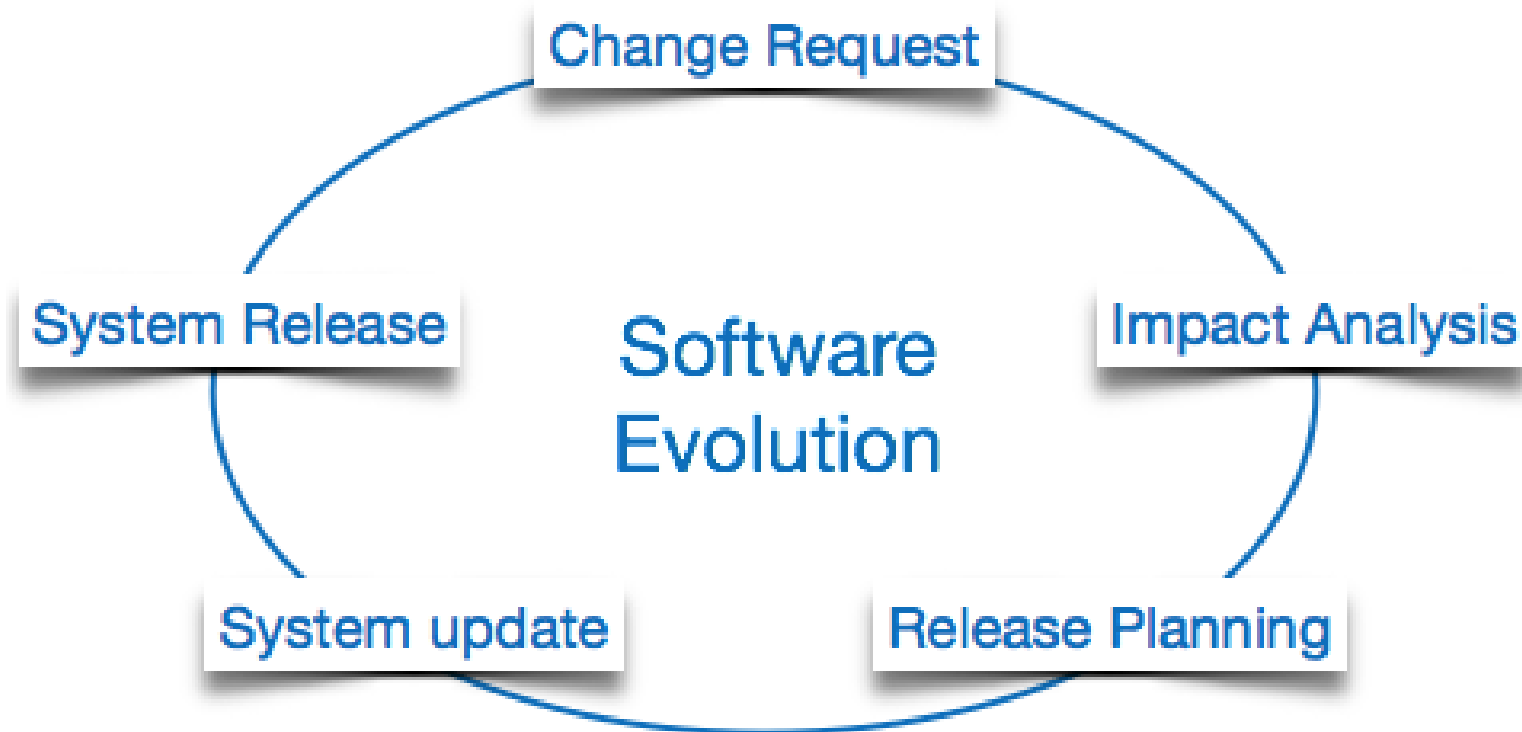 Change Request
System Release
Impact Analysis
Software
Evolution
System update
Release Planning